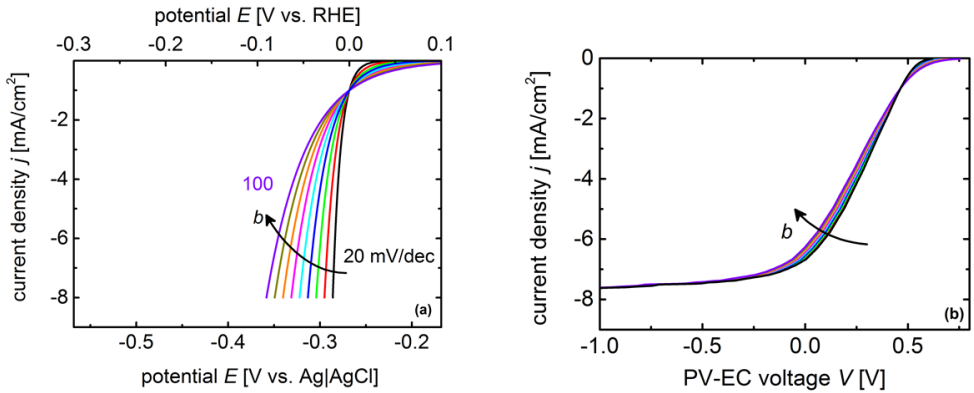 potential E [V vs. RHE]
-0.3 -0.2 -0.1 0.0 0.1
current density j [mA/cm²]
-2
-4
-6
-8
100
b
20 mV/dec
(a)
-0.5 -0.4 -0.3 -0.2
potential E [V vs. Ag|AgCl]
current density j [mA/cm²]
0
-2
-4
-6
-8
b
(b)
-1.0 -0.5 0.0 0.5
PV-EC voltage V [V]